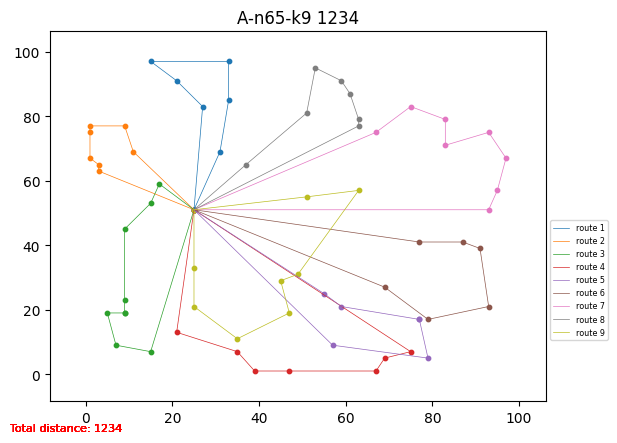 A-n65-k9 1234
100
80
60
40
20
0
0 20 40 60 80 100
route 1
route 2
route 3
route 4
route 5
route 6
route 7
route 8
route 9
Total distance: 1234